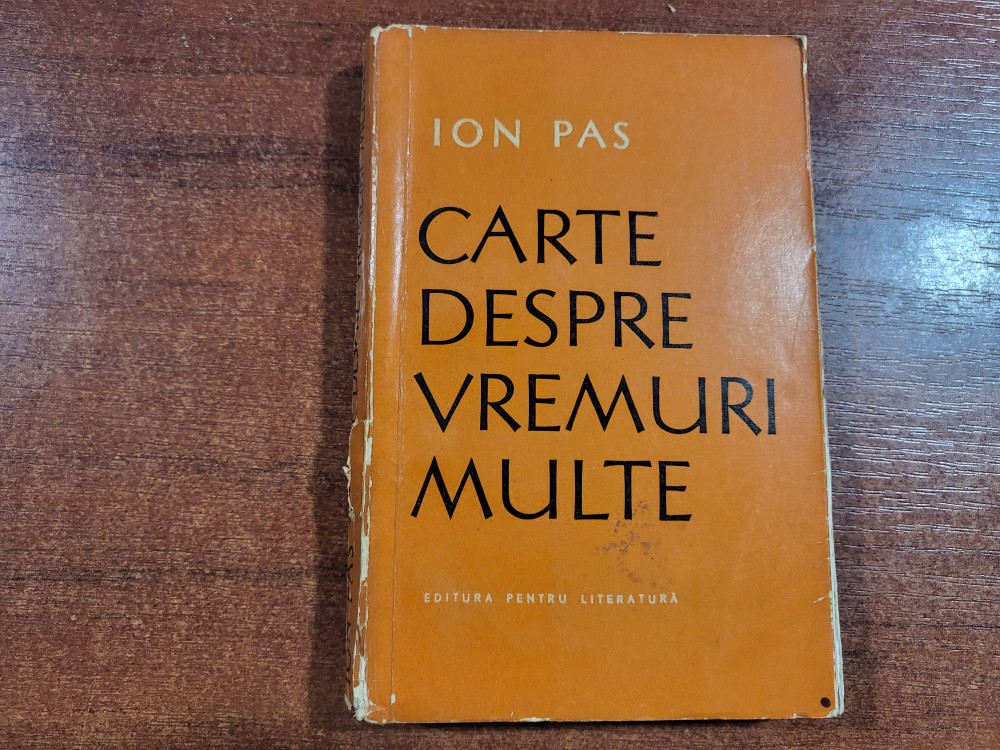 ION PAS
CARTE
DESPRE
VREMURI
MULTE
EDITURA PENTRU LITERATURĂ